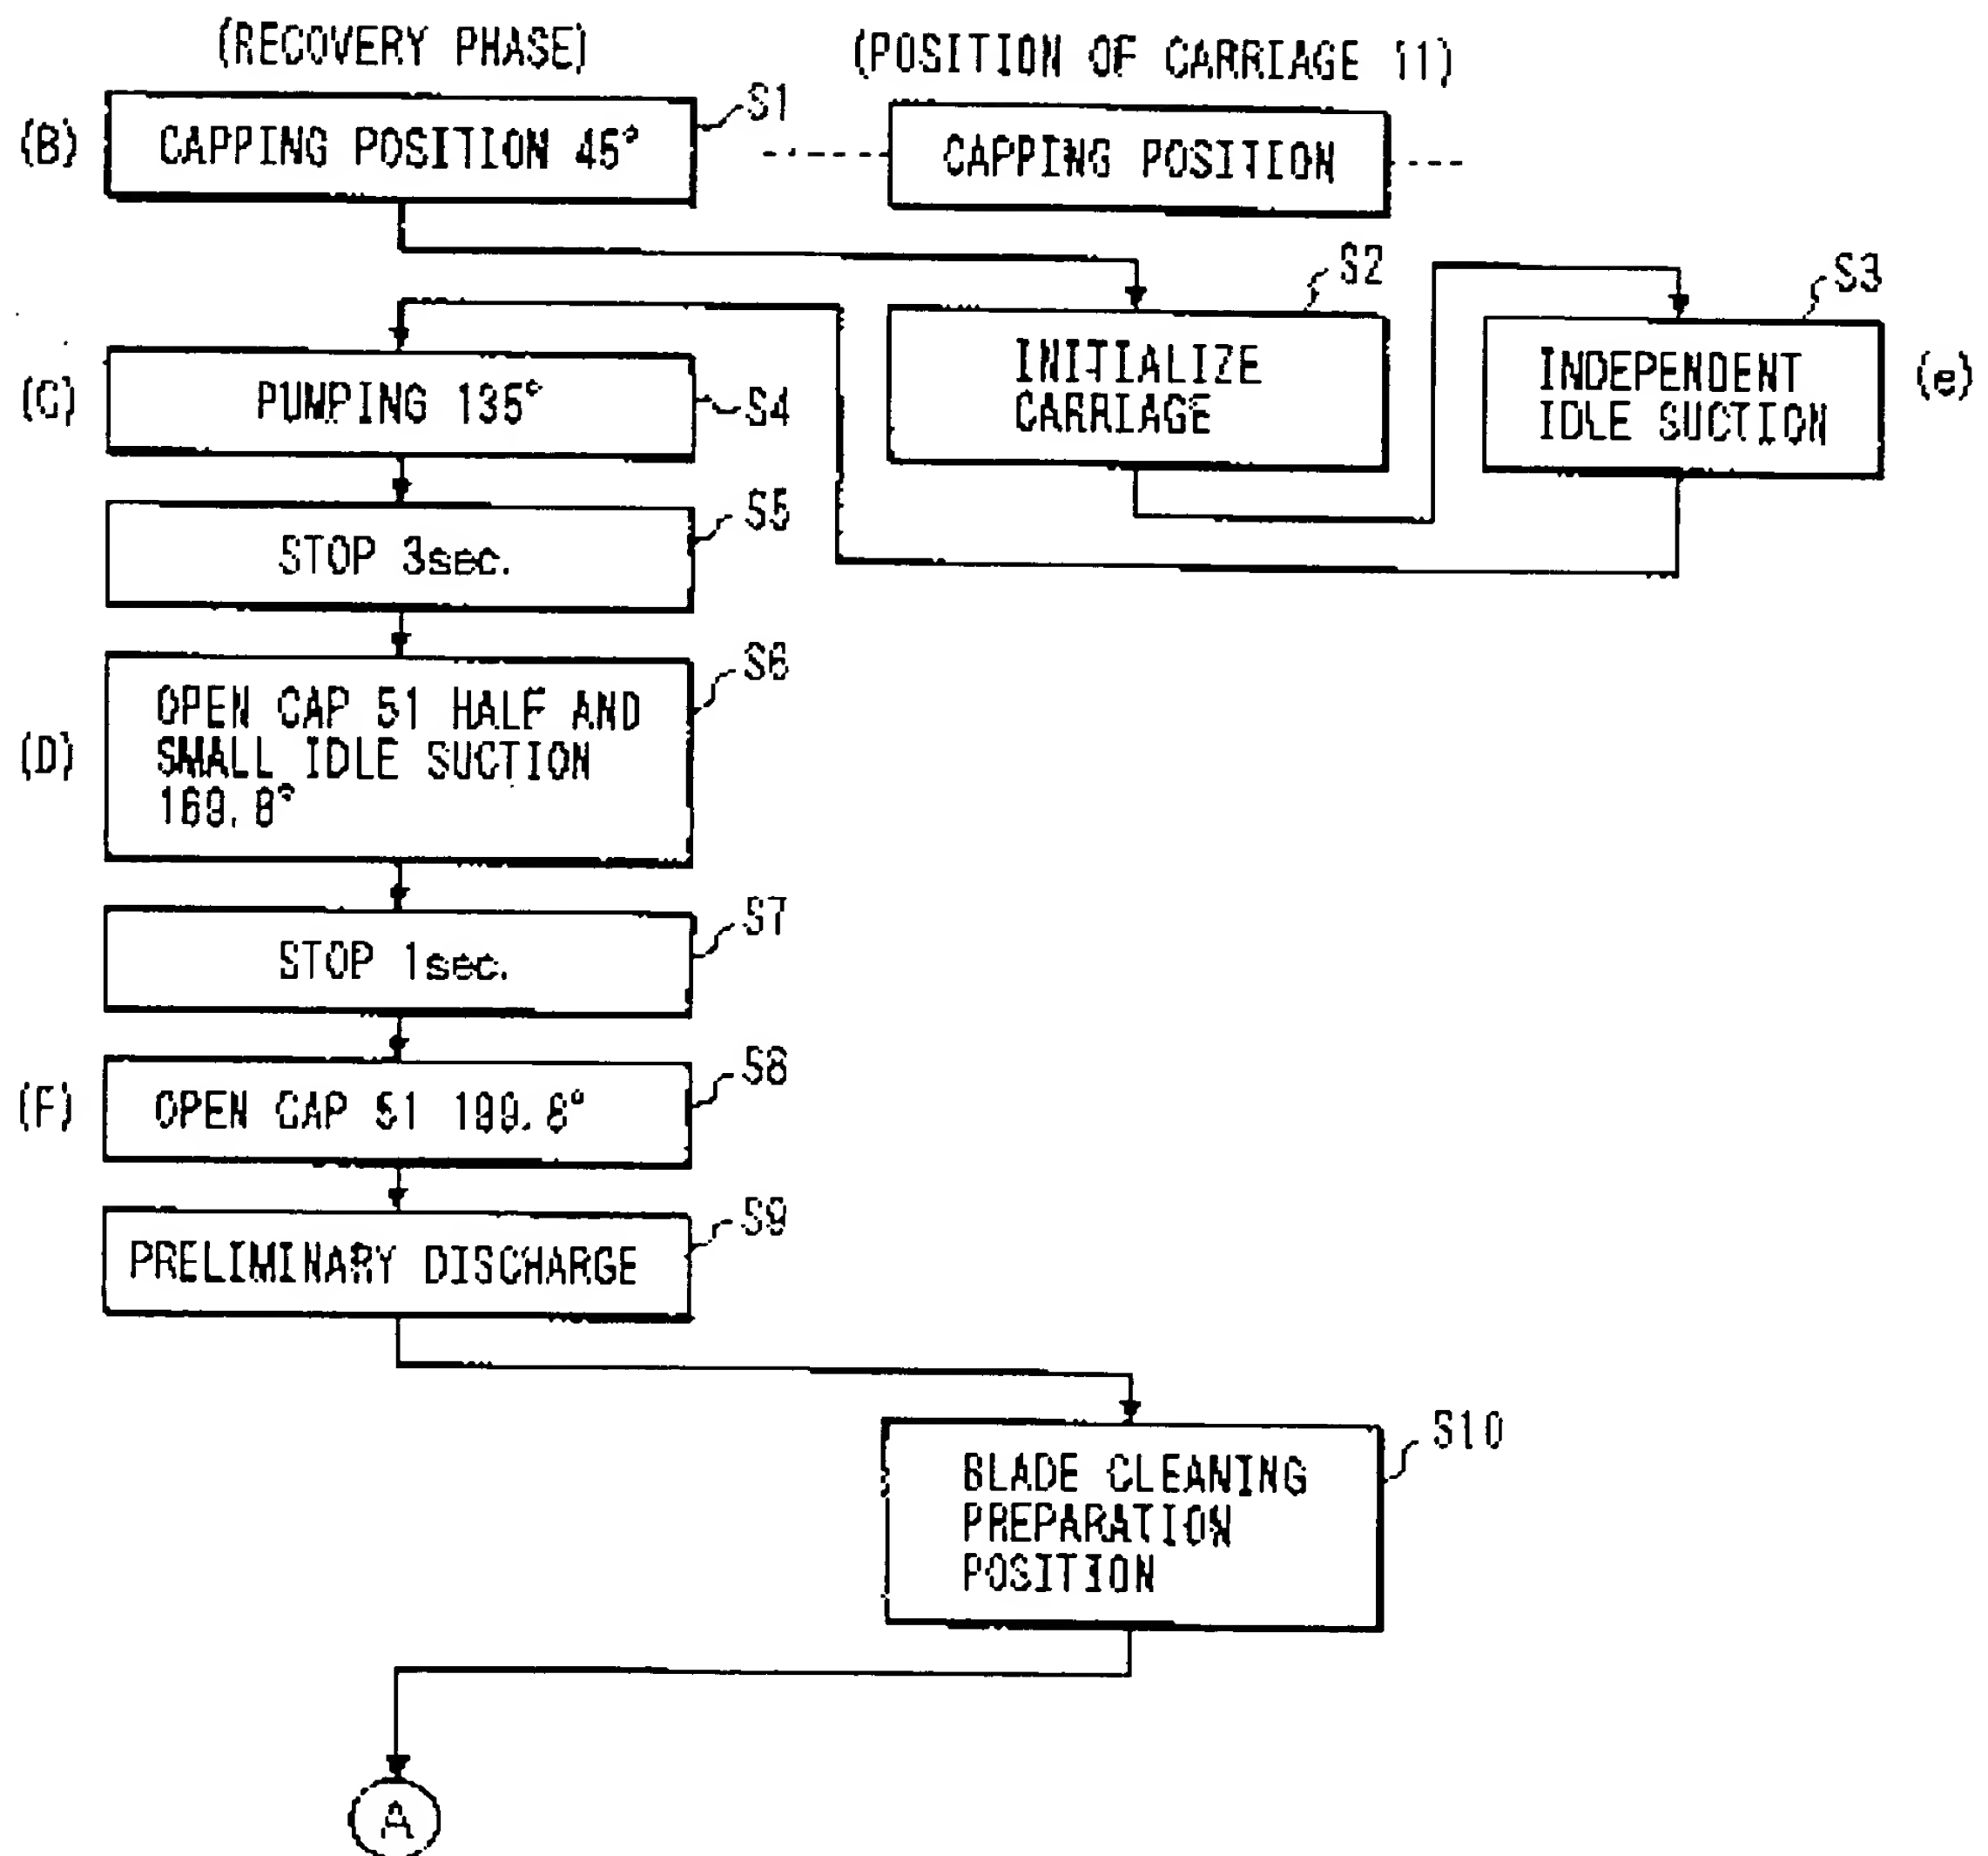 (RECOVERY PHASE)
(POSITION OF CARRIAGE 11)
(B)
CAPPING POSITION 45°
S1
CAPPING POSITION
S2
INITIALIZE
CARRIAGE
S3
INDEPENDENT
IDLE SUCTION
(e)
(C)
PUMPING 135°
S4
STOP 3sec.
S5
(D)
OPEN CAP 51 HALF AND
SMALL IDLE SUCTION
169.8°
S6
STOP 1sec.
S7
(F)
OPEN CAP 51 199.8°
S8
PRELIMINARY DISCHARGE
S9
BLADE CLEANING
PREPARATION
POSITION
S10
A